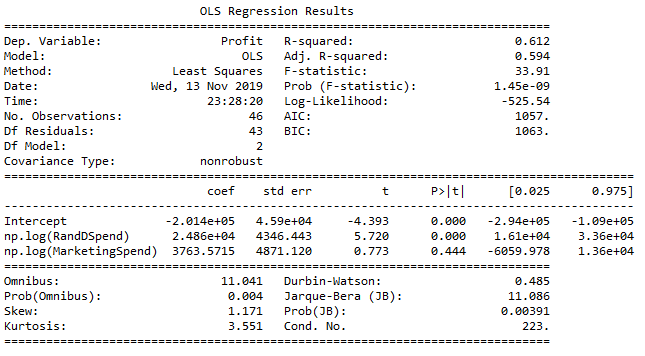 OLS Regression Results
==============================================================================
Dep. Variable:                 Profit   R-squared:                       0.612
Model:                            OLS   Adj. R-squared:                  0.594
Method:                 Least Squares   F-statistic:                     33.91
Date:                Wed, 13 Nov 2019   Prob (F-statistic):           1.45e-09
Time:                        23:28:20   Log-Likelihood:                -525.54
No. Observations:                  46   AIC:                             1057.
Df Residuals:                      43   BIC:                             1063.
Df Model:                           2
Covariance Type:            nonrobust
==========================================================================================
                             coef    std err          t      P>|t|      [0.025      0.975]
------------------------------------------------------------------------------------------
Intercept              -2.014e+05   4.59e+04     -4.393      0.000   -2.94e+05   -1.09e+05
np.log(RandDSpend)      2.486e+04   4346.443      5.720      0.000    1.61e+04    3.36e+04
np.log(MarketingSpend)  3763.5715   4871.120      0.773      0.444   -6059.978    1.36e+04
==============================================================================
Omnibus:                       11.041   Durbin-Watson:                   0.485
Prob(Omnibus):                  0.004   Jarque-Bera (JB):               11.086
Skew:                           1.171   Prob(JB):                      0.00391
Kurtosis:                       3.551   Cond. No.                         223.
==============================================================================